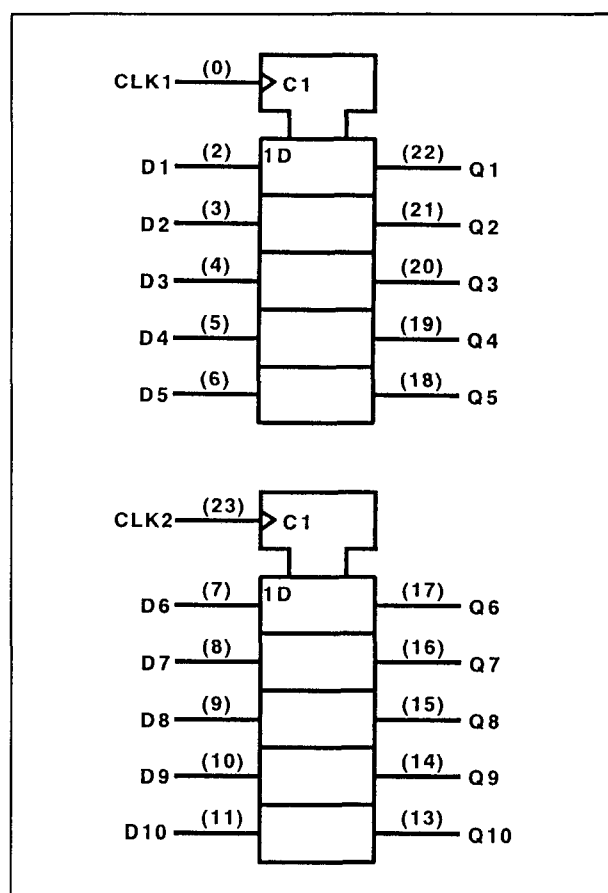 CLK1 (0) C1
D1 (2) 1D (22) Q1
D2 (3) (21) Q2
D3 (4) (20) Q3
D4 (5) (19) Q4
D5 (6) (18) Q5
CLK2 (23) C1
D6 (7) 1D (17) Q6
D7 (8) (16) Q7
D8 (9) (15) Q8
D9 (10) (14) Q9
D10 (11) (13) Q10